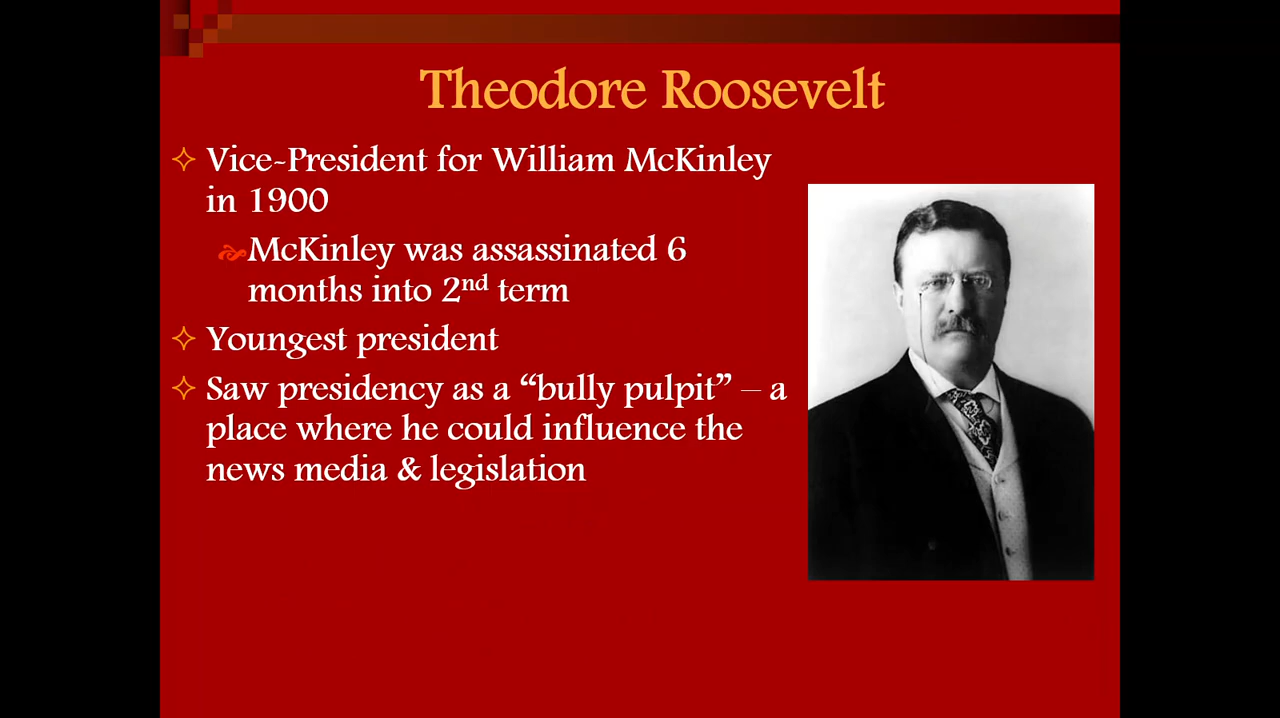 Theodore Roosevelt
Vice-President for William McKinley
in 1900
McKinley was assassinated 6
months into 2nd term
Youngest president
Saw presidency as a “bully pulpit” – a
place where he could influence the
news media & legislation